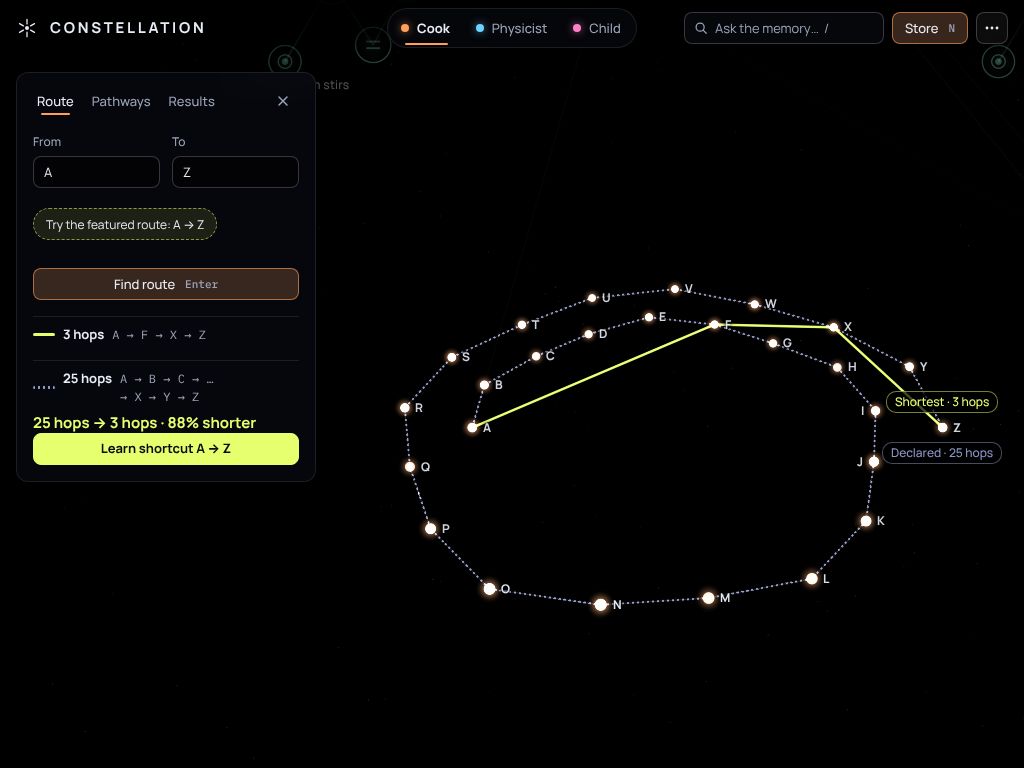 CONSTELLATION
Cook
Physicist
Child
Ask the memory... /
Store N
stirs
Route
Pathways
Results
From
To
A
Z
Try the featured route: A → Z
Find route Enter
3 hops A → F → X → Z
25 hops A → B → C → …
→ X → Y → Z
25 hops → 3 hops · 88% shorter
Learn shortcut A → Z
V
U
W
E
T
F
X
D
G
S
C
H
Y
B
Shortest · 3 hops
R
I
A
Z
Declared · 25 hops
J
Q
K
P
L
O
M
N